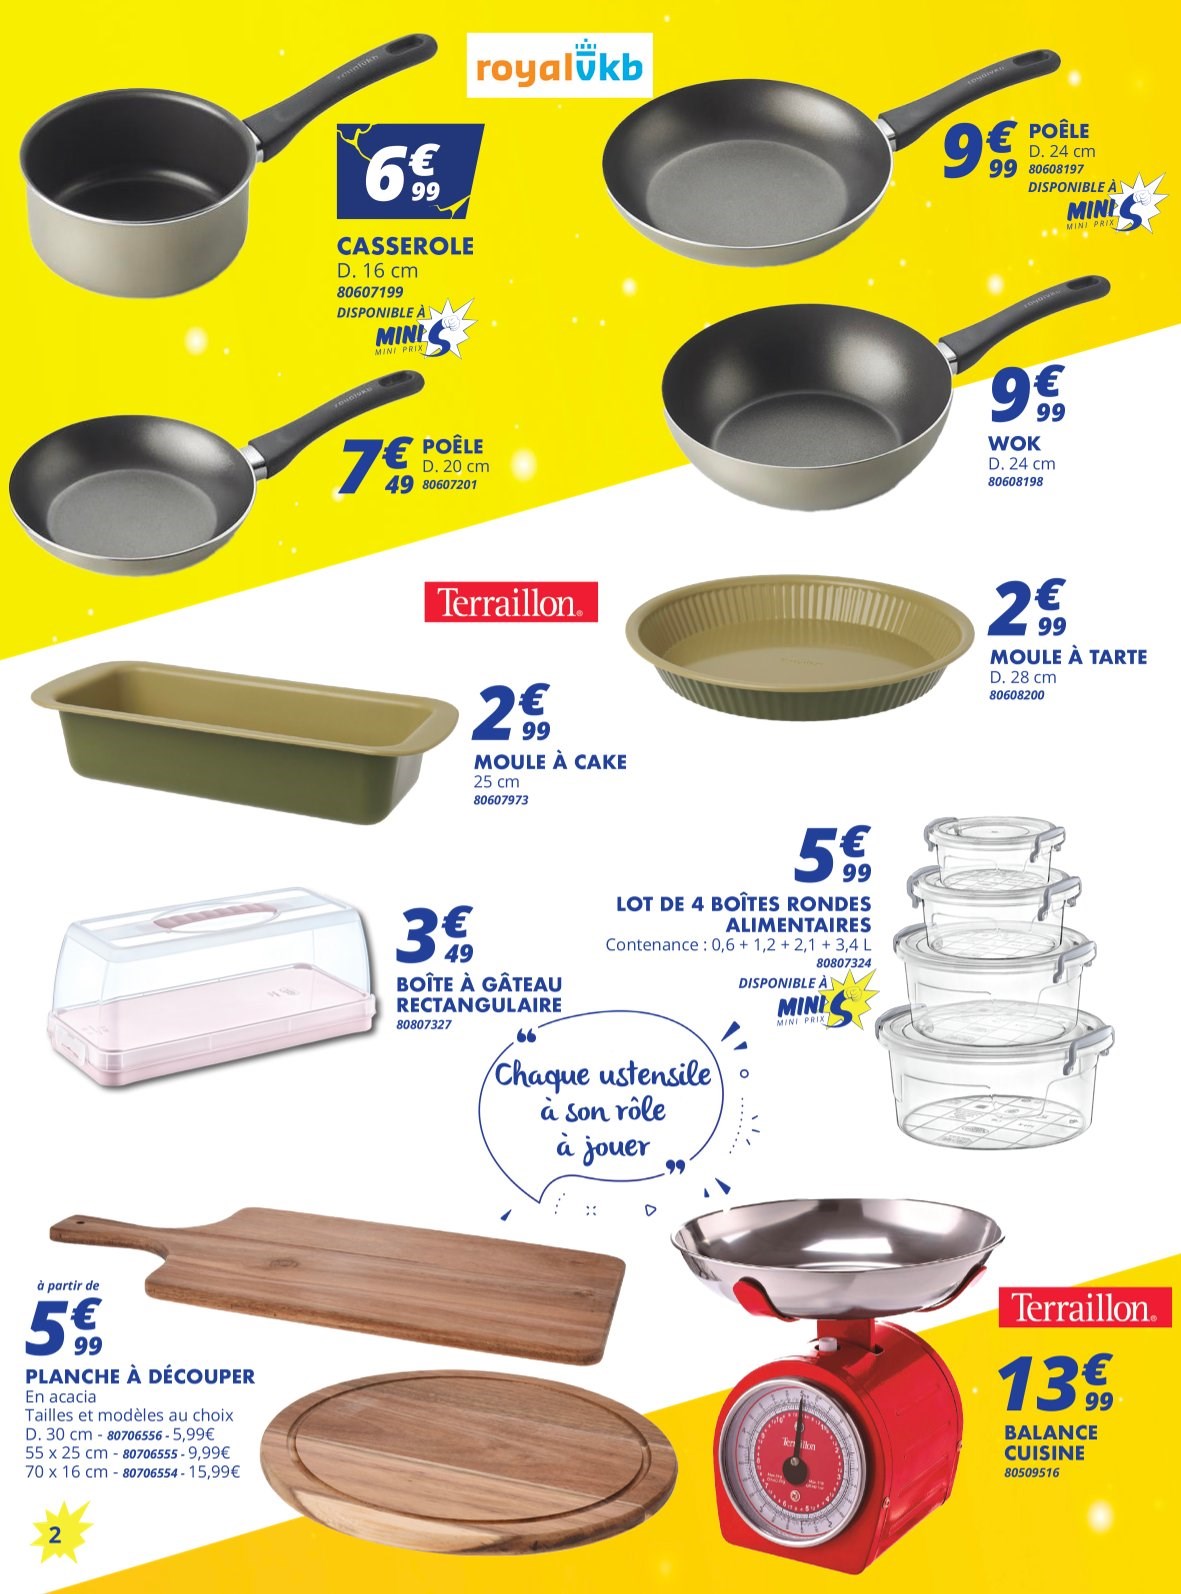 royalvkb
royalvkb
6€99
CASSEROLE
D. 16 cm
80607199
DISPONIBLE À
MINI S
MINI PRIX
royalvkb
9€99
POÊLE
D. 24 cm
80608197
DISPONIBLE À
MINI S
MINI PRIX
royalvkb
7€49
POÊLE
D. 20 cm
80607201
royalvkb
9€99
WOK
D. 24 cm
80608198
Terraillon®
2€99
MOULE À TARTE
D. 28 cm
80608200
2€99
MOULE À CAKE
25 cm
80607973
5€99
LOT DE 4 BOÎTES RONDES
ALIMENTAIRES
Contenance : 0,6 + 1,2 + 2,1 + 3,4 L
80807324
DISPONIBLE À
MINI S
MINI PRIX
3€49
BOÎTE À GÂTEAU
RECTANGULAIRE
80807327
“
Chaque ustensile
à son rôle
à jouer
”
à partir de
5€99
PLANCHE À DÉCOUPER
En acacia
Tailles et modèles au choix
D. 30 cm - 80706556 - 5,99€
55 x 25 cm - 80706555 - 9,99€
70 x 16 cm - 80706554 - 15,99€
Terraillon
Terraillon®
13€99
BALANCE
CUISINE
80509516
2